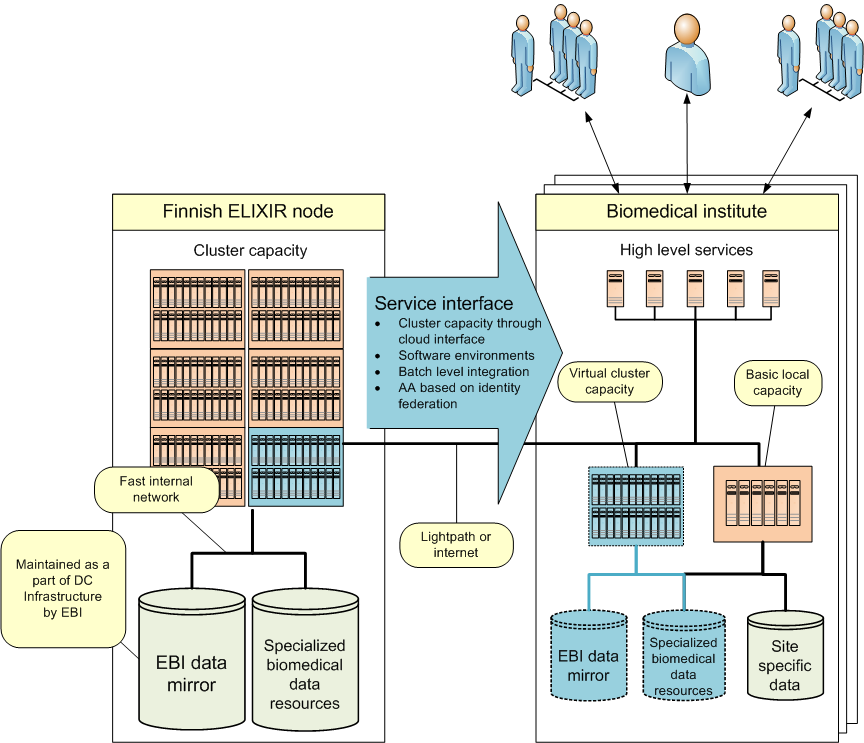 Finnish ELIXIR node
Cluster capacity
Fast internal
network
Maintained as a
part of DC
Infrastructure
by EBI
EBI data
mirror
Specialized
biomedical
data
resources
Service interface
• Cluster capacity through
cloud interface
• Software environments
• Batch level integration
• AA based on identity
federation
Lightpath or
internet
Biomedical institute
High level services
Virtual cluster
capacity
Basic local
capacity
EBI data
mirror
Specialized
biomedical
data
resources
Site
specific
data